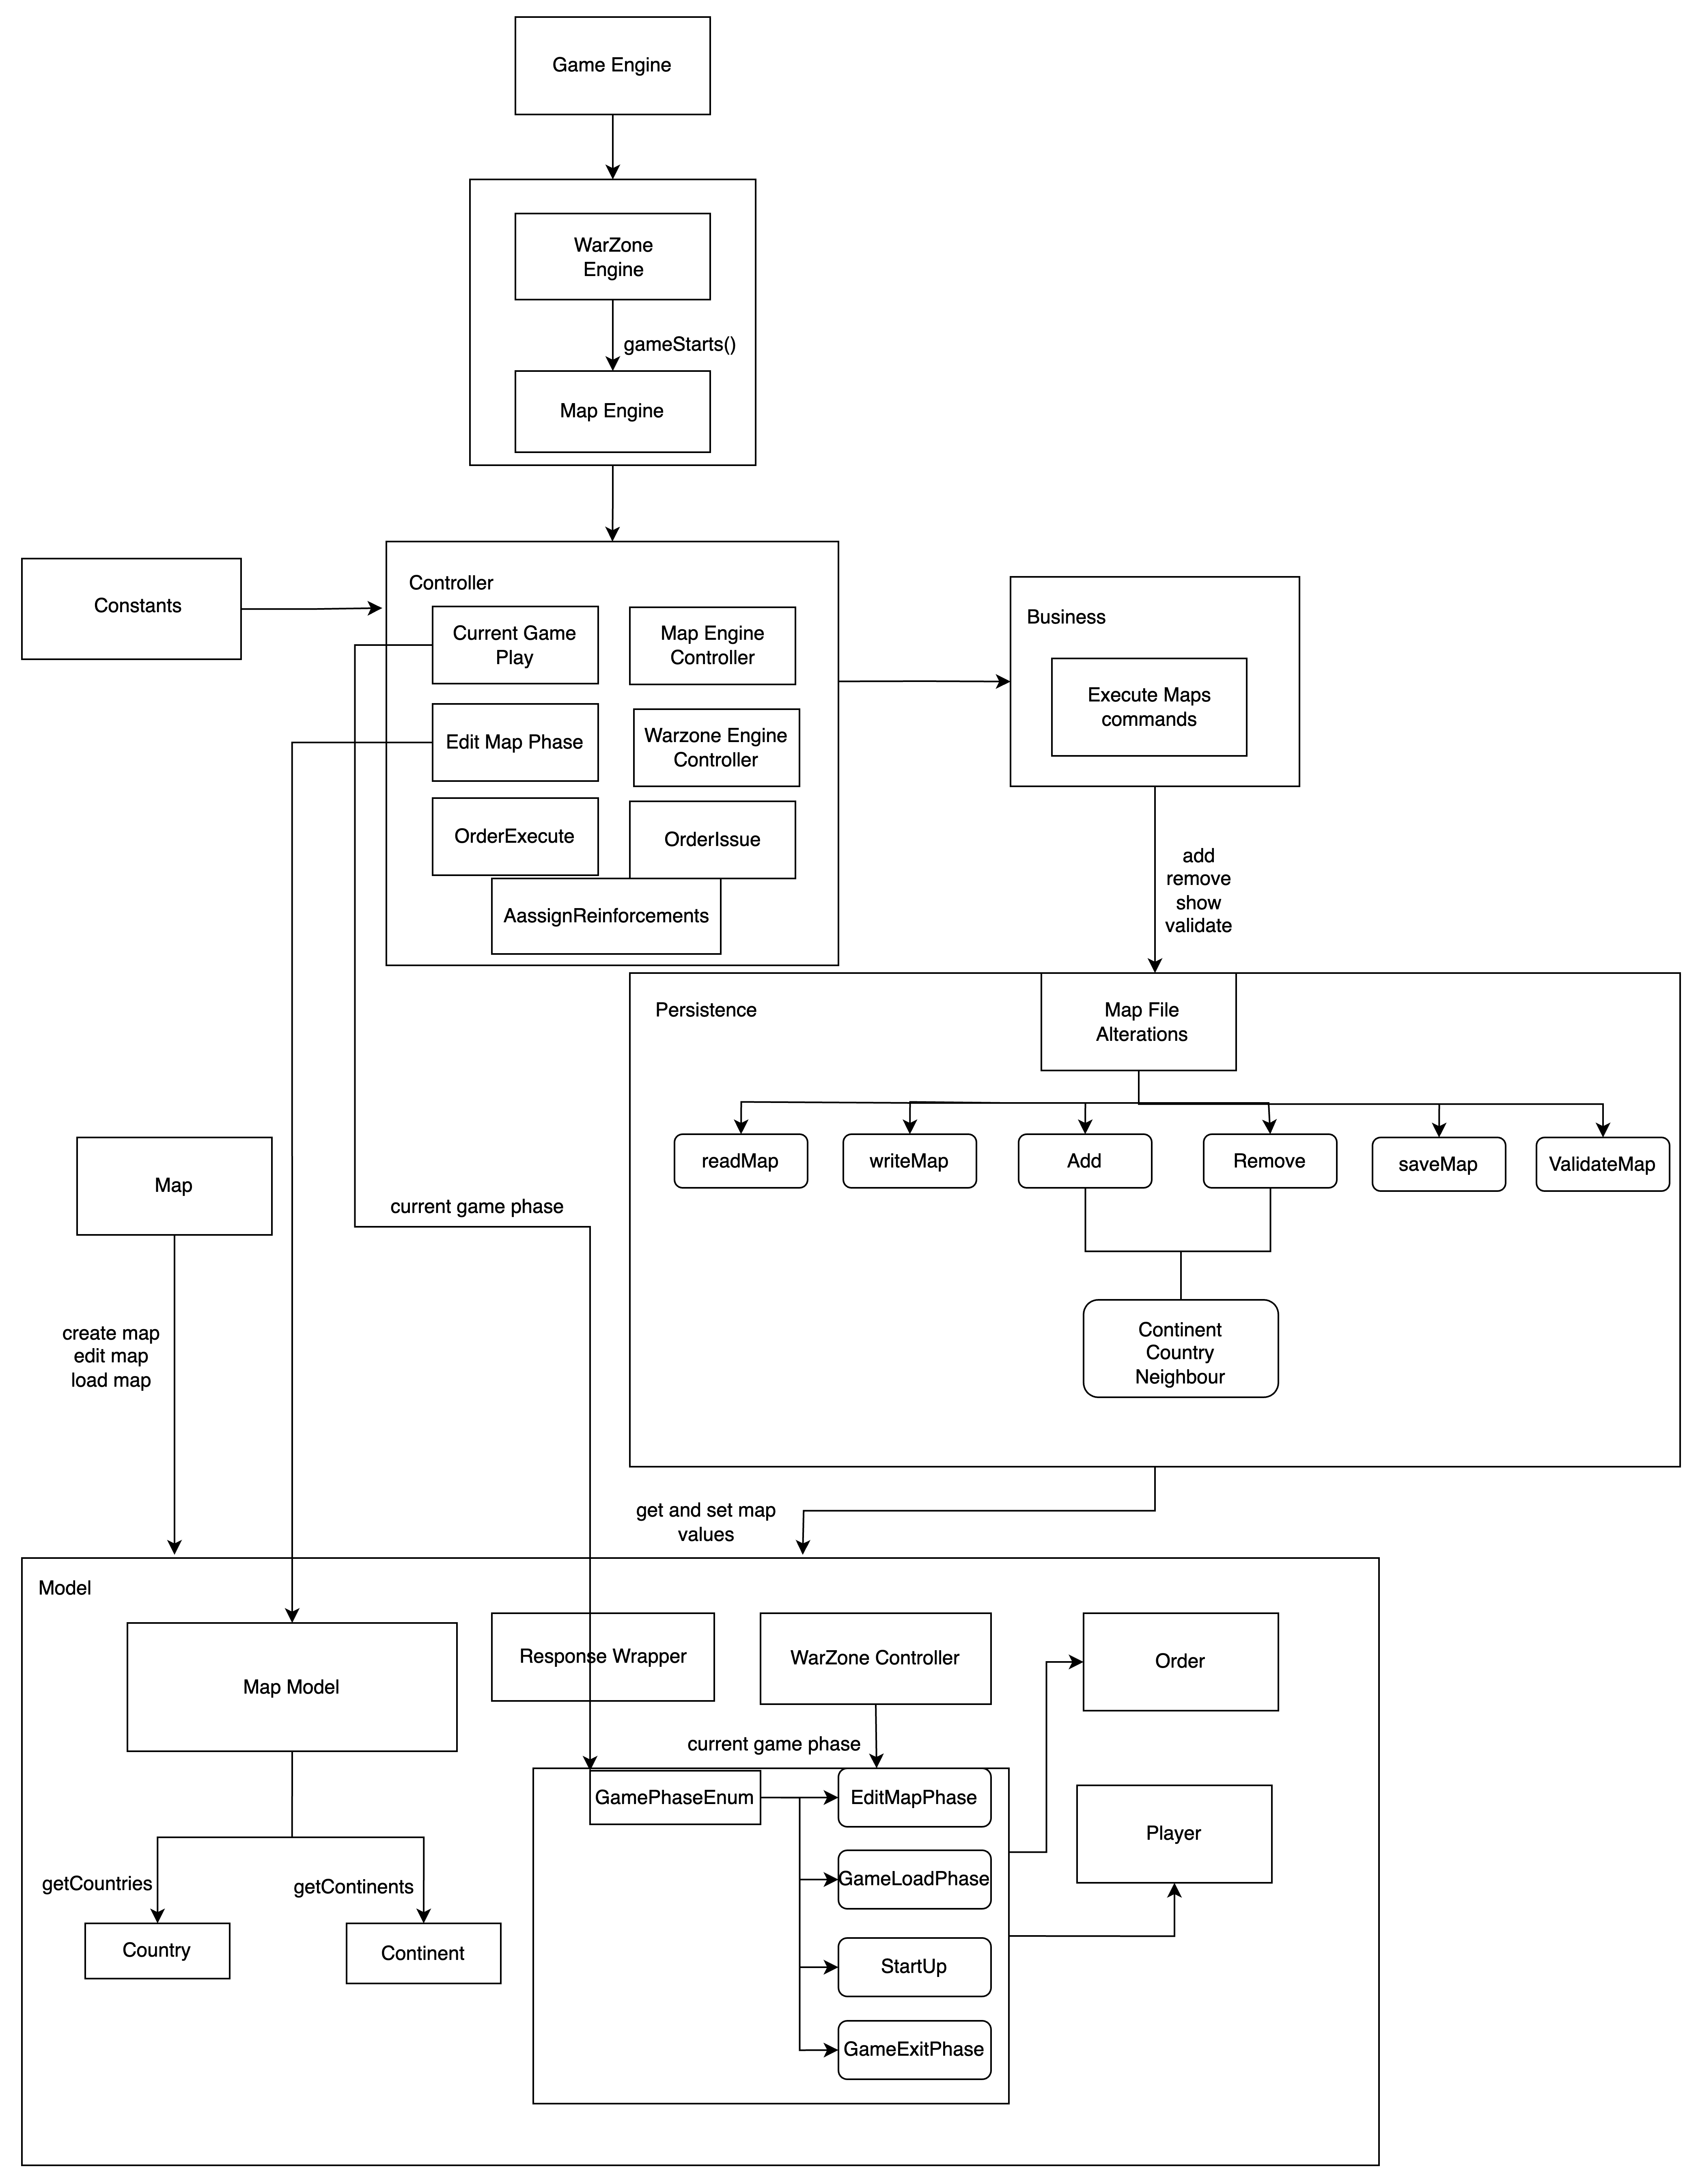 Game Engine
WarZone
Engine
gameStarts()
Map Engine
Constants
Controller
Current Game
Play
Map Engine
Controller
Edit Map Phase
Warzone Engine
Controller
OrderExecute
OrderIssue
AassignReinforcements
Business
Execute Maps
commands
add
remove
show
validate
Persistence
Map File
Alterations
readMap
writeMap
Add
Remove
saveMap
ValidateMap
Continent
Country
Neighbour
Map
current game phase
create map
edit map
load map
get and set map
values
Model
Map Model
Response Wrapper
WarZone Controller
Order
current game phase
GamePhaseEnum
EditMapPhase
Player
GameLoadPhase
getCountries
getContinents
Country
Continent
StartUp
GameExitPhase